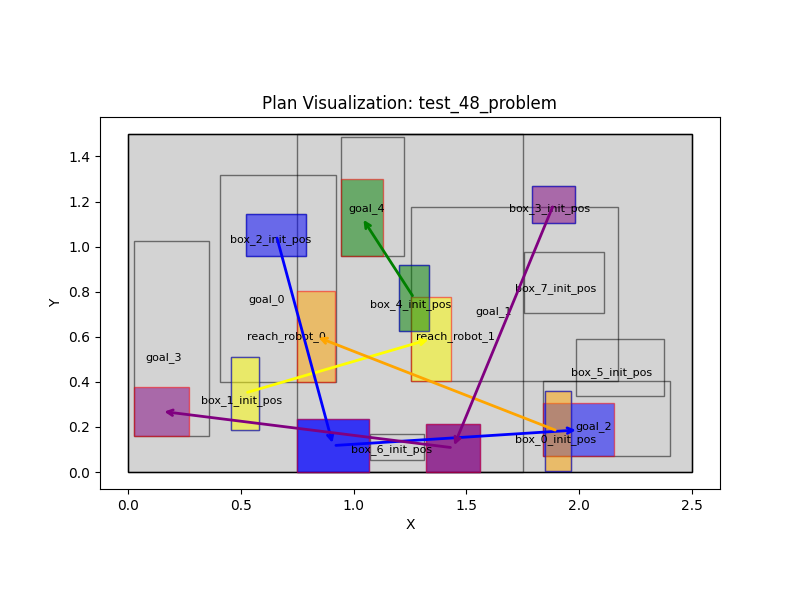 Plan Visualization: test_48_problem
Y
1.4
1.2
1.0
0.8
0.6
0.4
0.2
0.0
goal_4
box_3_init_pos
box_2_init_pos
box_7_init_pos
goal_0
box_4_init_pos
goal_1
reach_robot_0
reach_robot_1
goal_3
box_5_init_pos
box_1_init_pos
goal_2
box_0_init_pos
box_6_init_pos
0.0 0.5 1.0 1.5 2.0 2.5
X